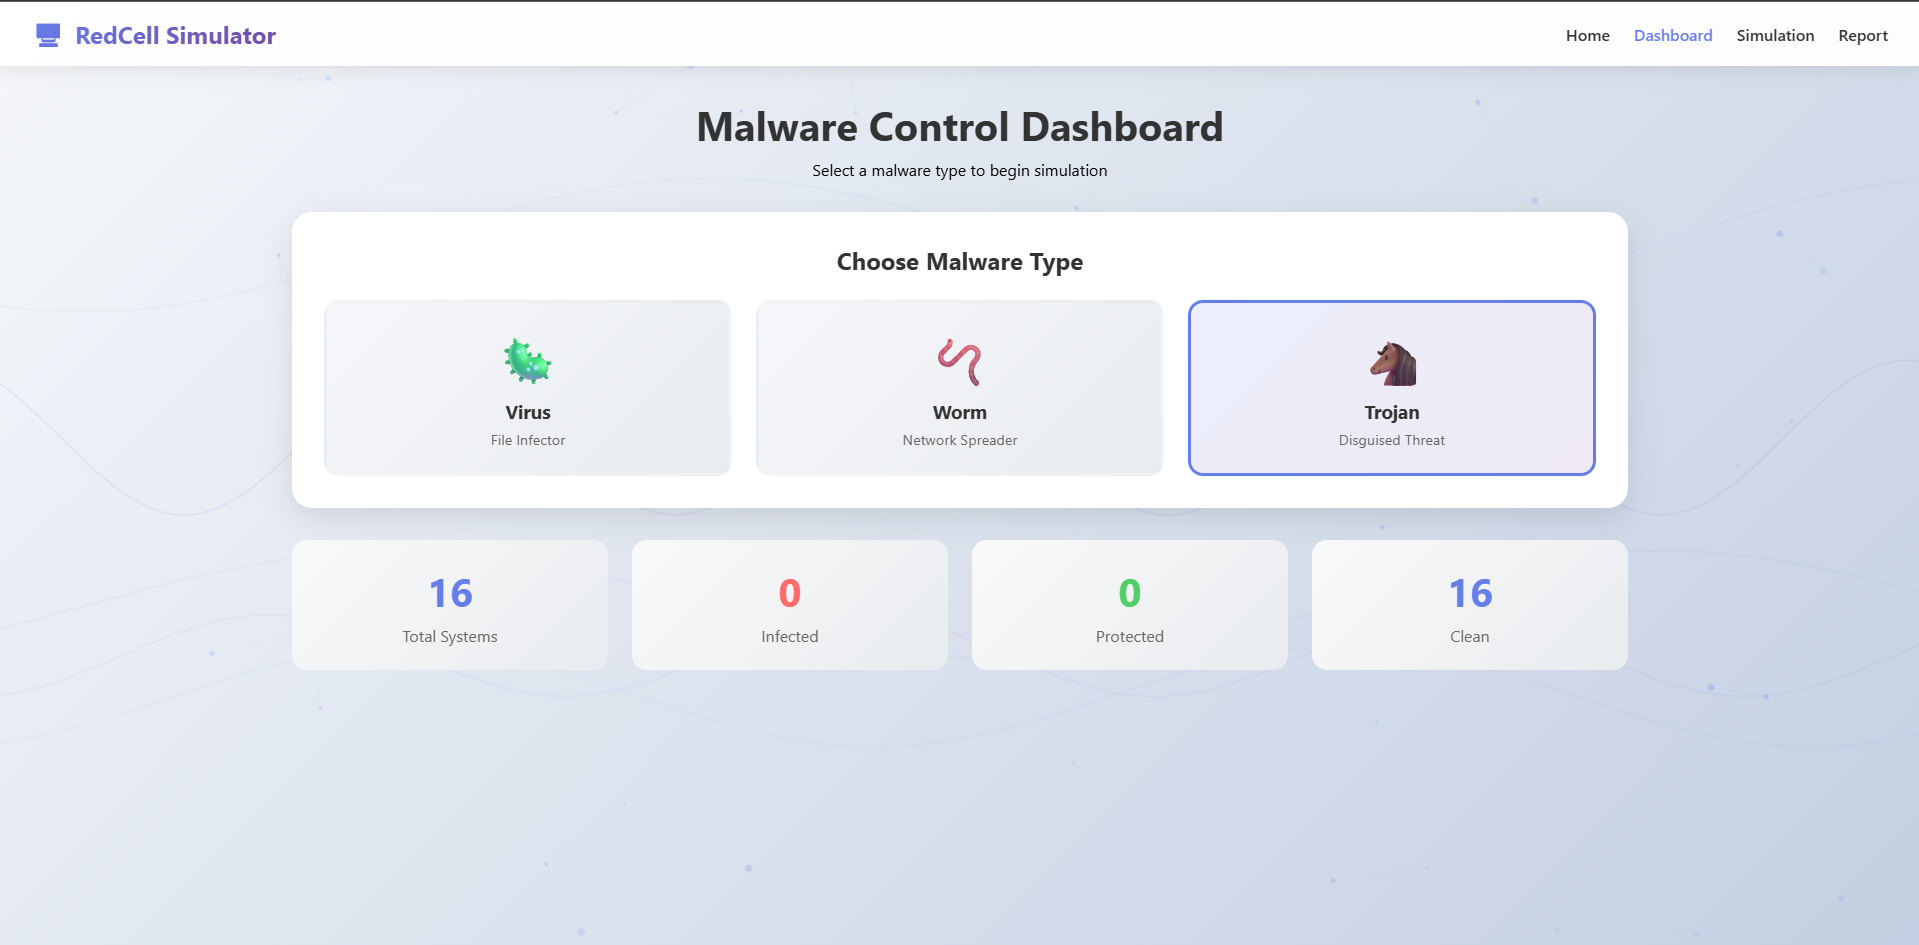 RedCell Simulator
Home Dashboard Simulation Report
Malware Control Dashboard
Select a malware type to begin simulation
Choose Malware Type
Virus
File Infector
Worm
Network Spreader
Trojan
Disguised Threat
16
Total Systems
0
Infected
0
Protected
16
Clean